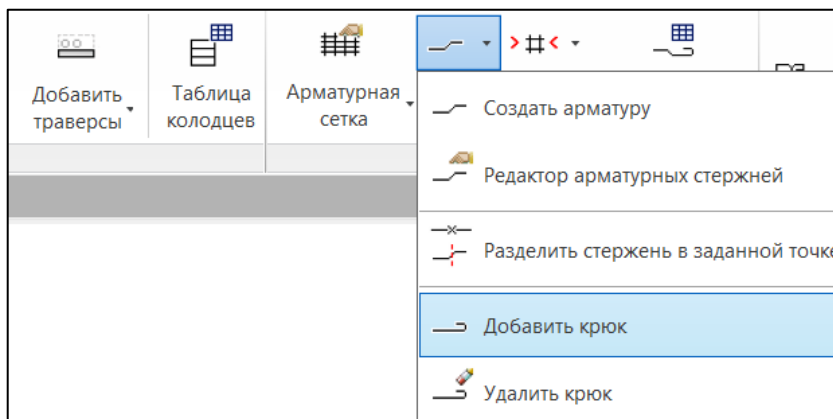 Добавить
траверсы
Таблица
колодцев
Арматурная
сетка
Создать арматуру
Редактор арматурных стержней
Разделить стержень в заданной точке
Добавить крюк
Удалить крюк